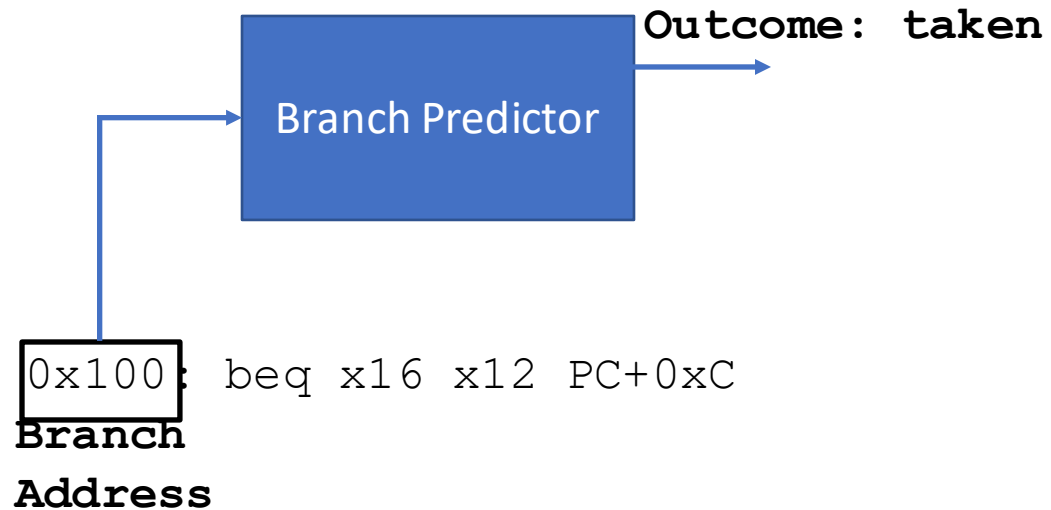 Outcome: taken
Branch Predictor
0x100: beq x16 x12 PC+0xC
Branch
Address